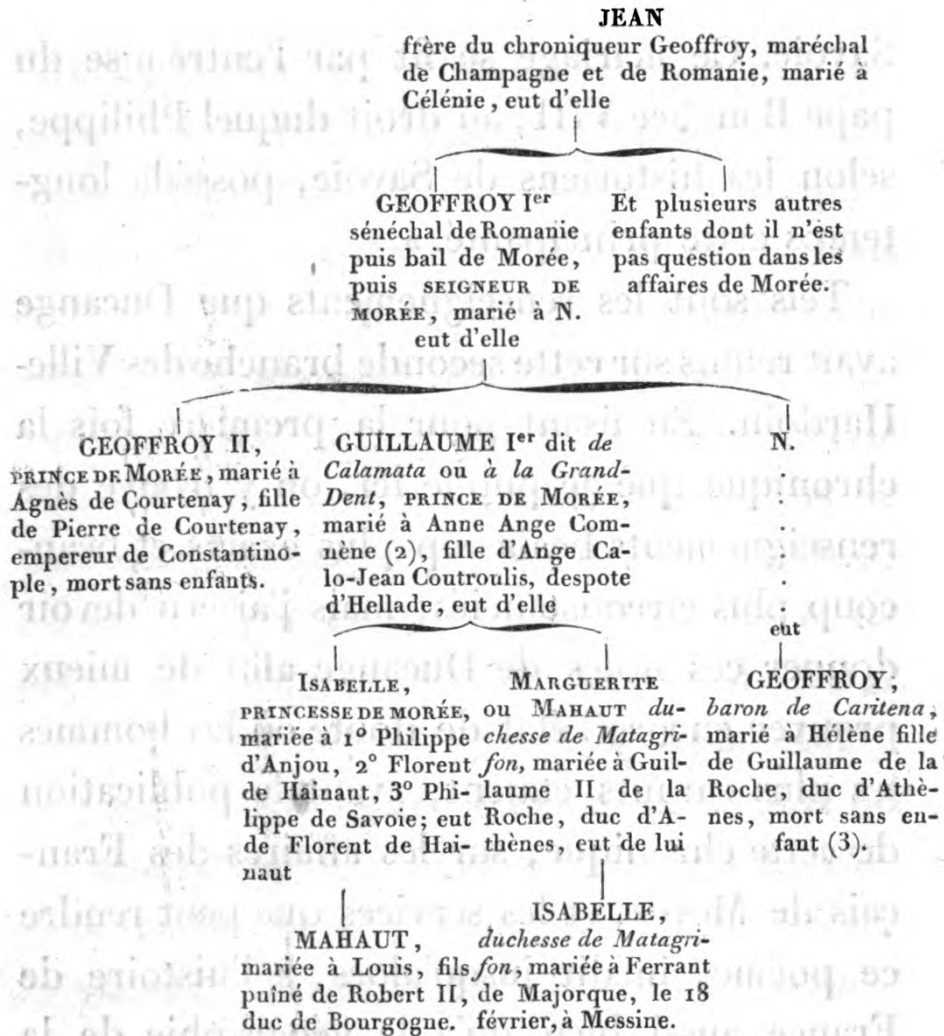 JEAN
frère du chroniqueur Geoffroy, maréchal
de Champagne et de Romanie, marié à
Célénie, eut d'elle
GEOFFROY Ier
sénéchal de Romanie
puis bail de Morée,
puis SEIGNEUR DE
MORÉE, marié à N.
eut d'elle
Et plusieurs autres
enfants dont il n'est
pas question dans les
affaires de Morée.
GEOFFROY II,
PRINCE DE MORÉE, marié à
Agnès de Courtenay, fille
de Pierre de Courtenay,
empereur de Constantino-
ple, mort sans enfants.
GUILLAUME Ier dit de
Calamata ou à la Grand-
Dent, PRINCE DE MORÉE,
marié à Anne Ange Com-
nène (2), fille d'Ange Ca-
lo-Jean Coutroulis, despote
d'Hellade, eut d'elle
N.
eut
ISABELLE,
PRINCESSE DE MORÉE,
mariée à 1º Philippe
d'Anjou, 2º Florent
de Hainaut, 3º Phi-
lippe de Savoie; eut
de Florent de Hai-
naut
MARGUERITE
ou MAHAUT du-
chesse de Matagri-
fon, mariée à Guil-
laume II de la
Roche, duc d'A-
thènes, eut de lui
GEOFFROY,
baron de Caritena,
marié à Hélène fille
de Guillaume de la
Roche, duc d'Athè-
nes, mort sans en-
fant (3).
MAHAUT,
mariée à Louis, fils
puîné de Robert II,
duc de Bourgogne.
ISABELLE,
duchesse de Matagri-
fon, mariée à Ferrant
de Majorque, le 18
février, à Messine.